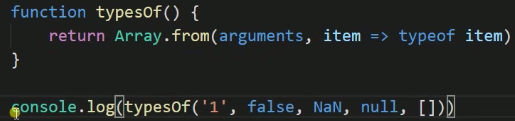 function typesOf() {
    return Array.from(arguments, item => typeof item)
}
console.log(typesOf('1', false, NaN, null, []))